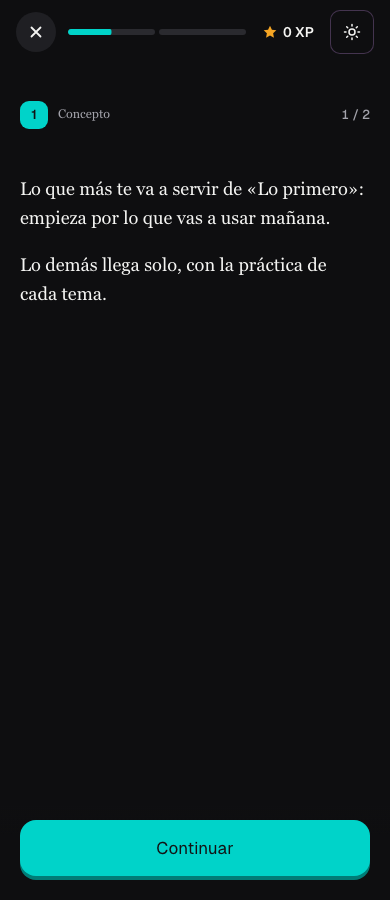 0 XP
1 Concepto 1 / 2
Lo que más te va a servir de «Lo primero»:
empieza por lo que vas a usar mañana.
Lo demás llega solo, con la práctica de
cada tema.
Continuar